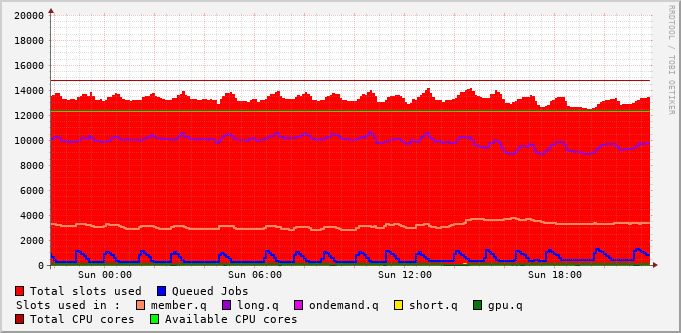 20000
18000
16000
14000
12000
10000
8000
6000
4000
2000
0
Sun 00:00 Sun 06:00 Sun 12:00 Sun 18:00
RRDTOOL / TOBI OETIKER
Total slots used Queued Jobs
Slots used in : member.q long.q ondemand.q short.q gpu.q
Total CPU cores Available CPU cores